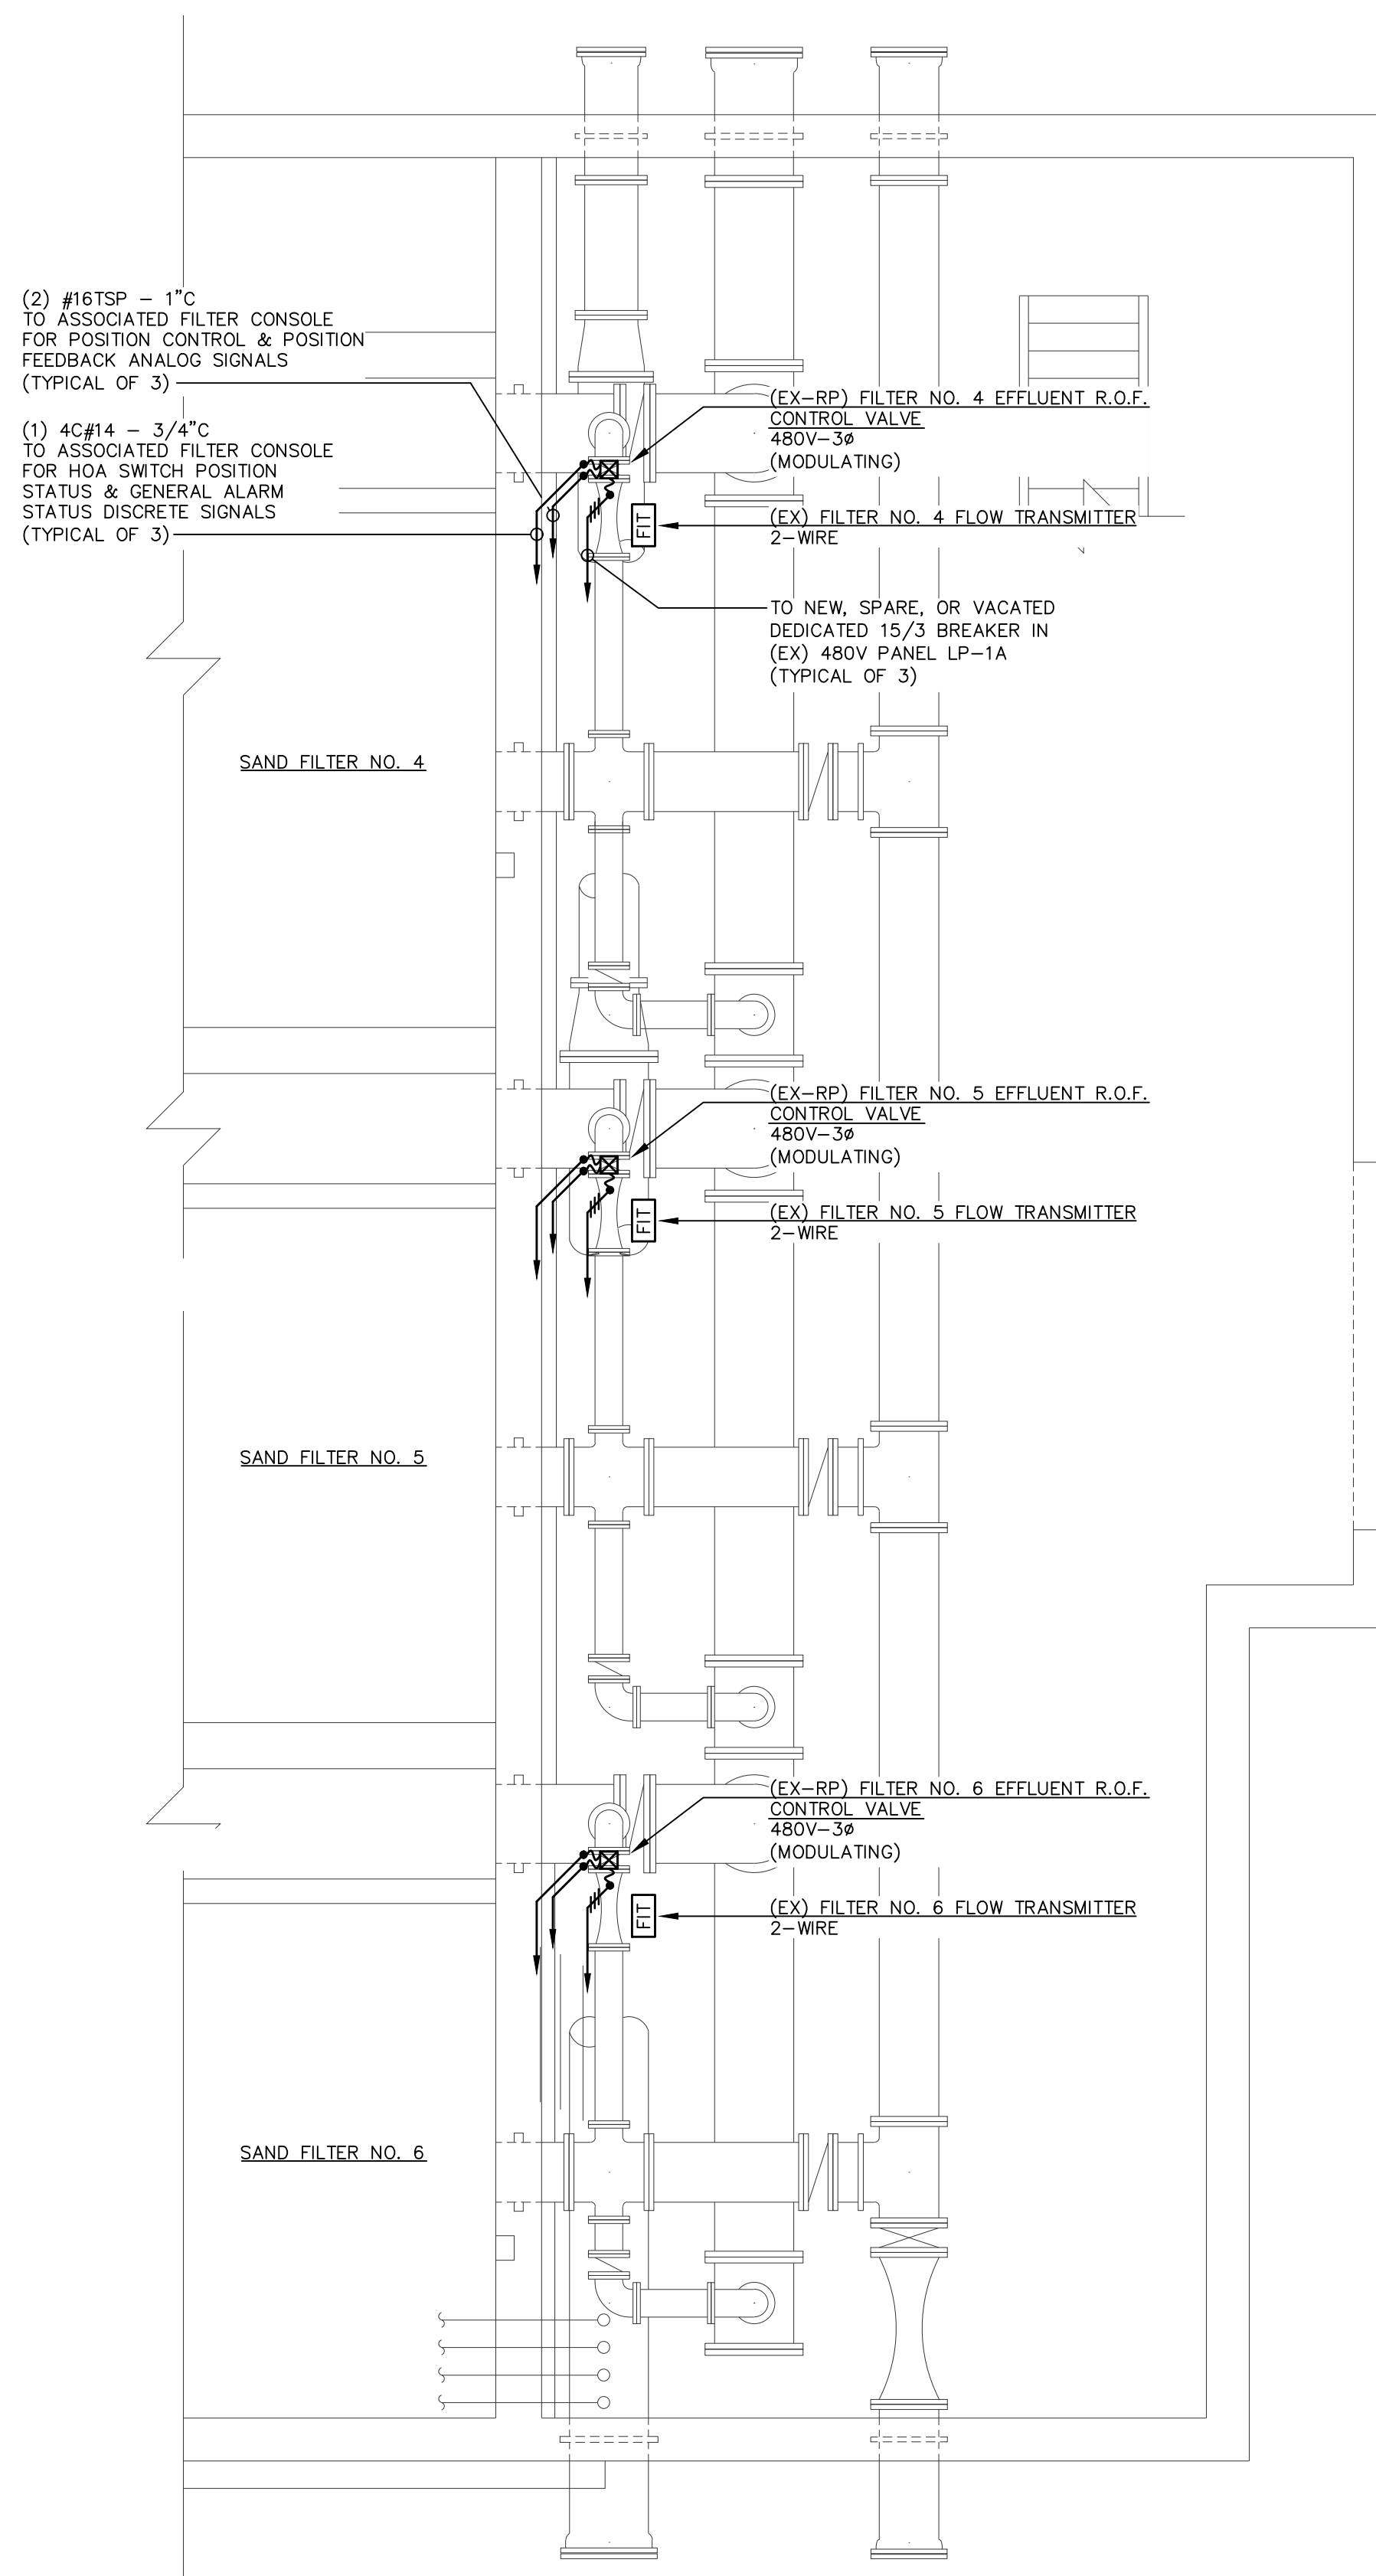 (2) #16TSP – 1"C
TO ASSOCIATED FILTER CONSOLE
FOR POSITION CONTROL & POSITION
FEEDBACK ANALOG SIGNALS
(TYPICAL OF 3)
(1) 4C#14 – 3/4"C
TO ASSOCIATED FILTER CONSOLE
FOR HOA SWITCH POSITION
STATUS & GENERAL ALARM
STATUS DISCRETE SIGNALS
(TYPICAL OF 3)
(EX–RP) FILTER NO. 4 EFFLUENT R.O.F.
CONTROL VALVE
480V–3ø
(MODULATING)
FIT
(EX) FILTER NO. 4 FLOW TRANSMITTER
2–WIRE
TO NEW, SPARE, OR VACATED
DEDICATED 15/3 BREAKER IN
(EX) 480V PANEL LP–1A
(TYPICAL OF 3)
SAND FILTER NO. 4
(EX–RP) FILTER NO. 5 EFFLUENT R.O.F.
CONTROL VALVE
480V–3ø
(MODULATING)
FIT
(EX) FILTER NO. 5 FLOW TRANSMITTER
2–WIRE
SAND FILTER NO. 5
(EX–RP) FILTER NO. 6 EFFLUENT R.O.F.
CONTROL VALVE
480V–3ø
(MODULATING)
FIT
(EX) FILTER NO. 6 FLOW TRANSMITTER
2–WIRE
SAND FILTER NO. 6